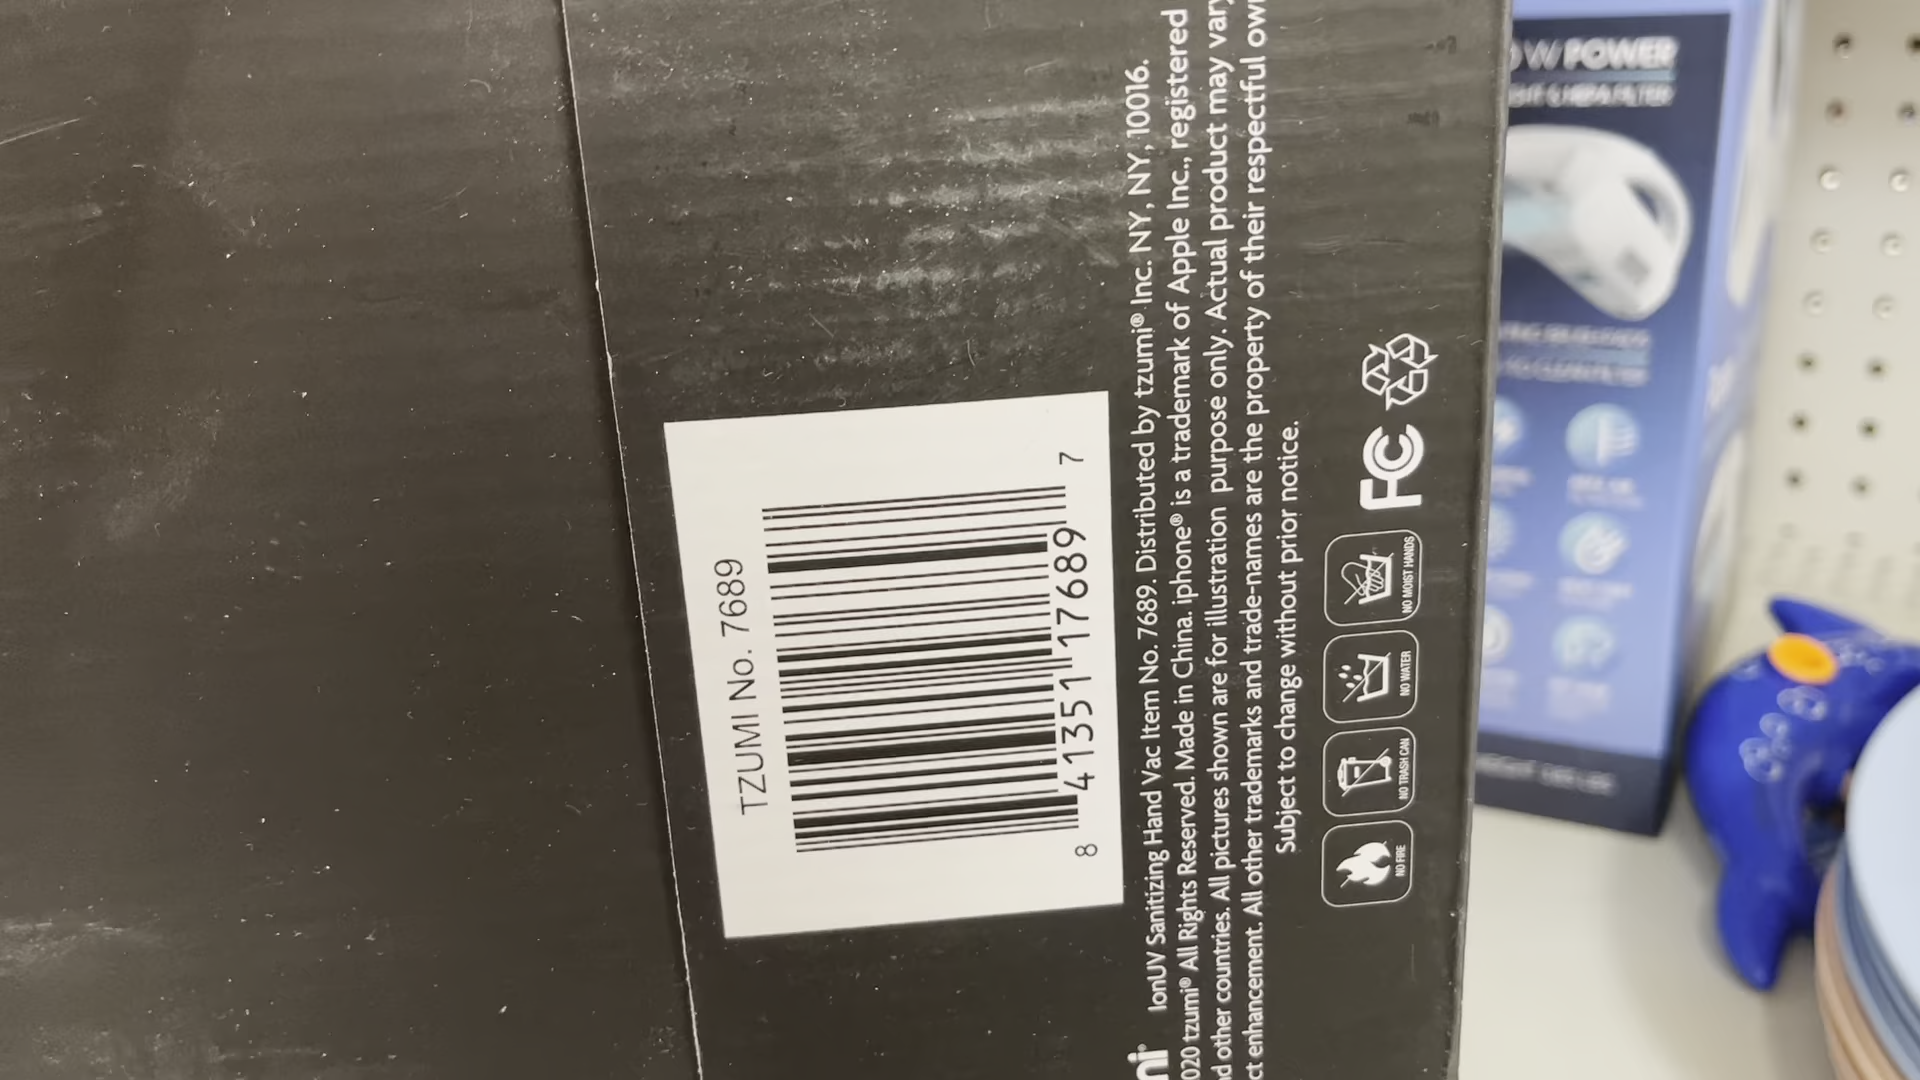 TZUMI No. 7689
8 41351 17689 7
IonUV Sanitizing Hand Vac Item No. 7689. Distributed by tzumi® Inc. NY, NY, 10016.
020 tzumi® All Rights Reserved. Made in China. iphone® is a trademark of Apple Inc., registered
other countries. All pictures shown are for illustration purpose only. Actual product may vary
enhancement. All other trademarks and trade-names are the property of their respectful
Subject to change without prior notice.
NO FIRE
NO TRASH CAN
NO WATER
NO MOIST HANDS
FC
W POWER